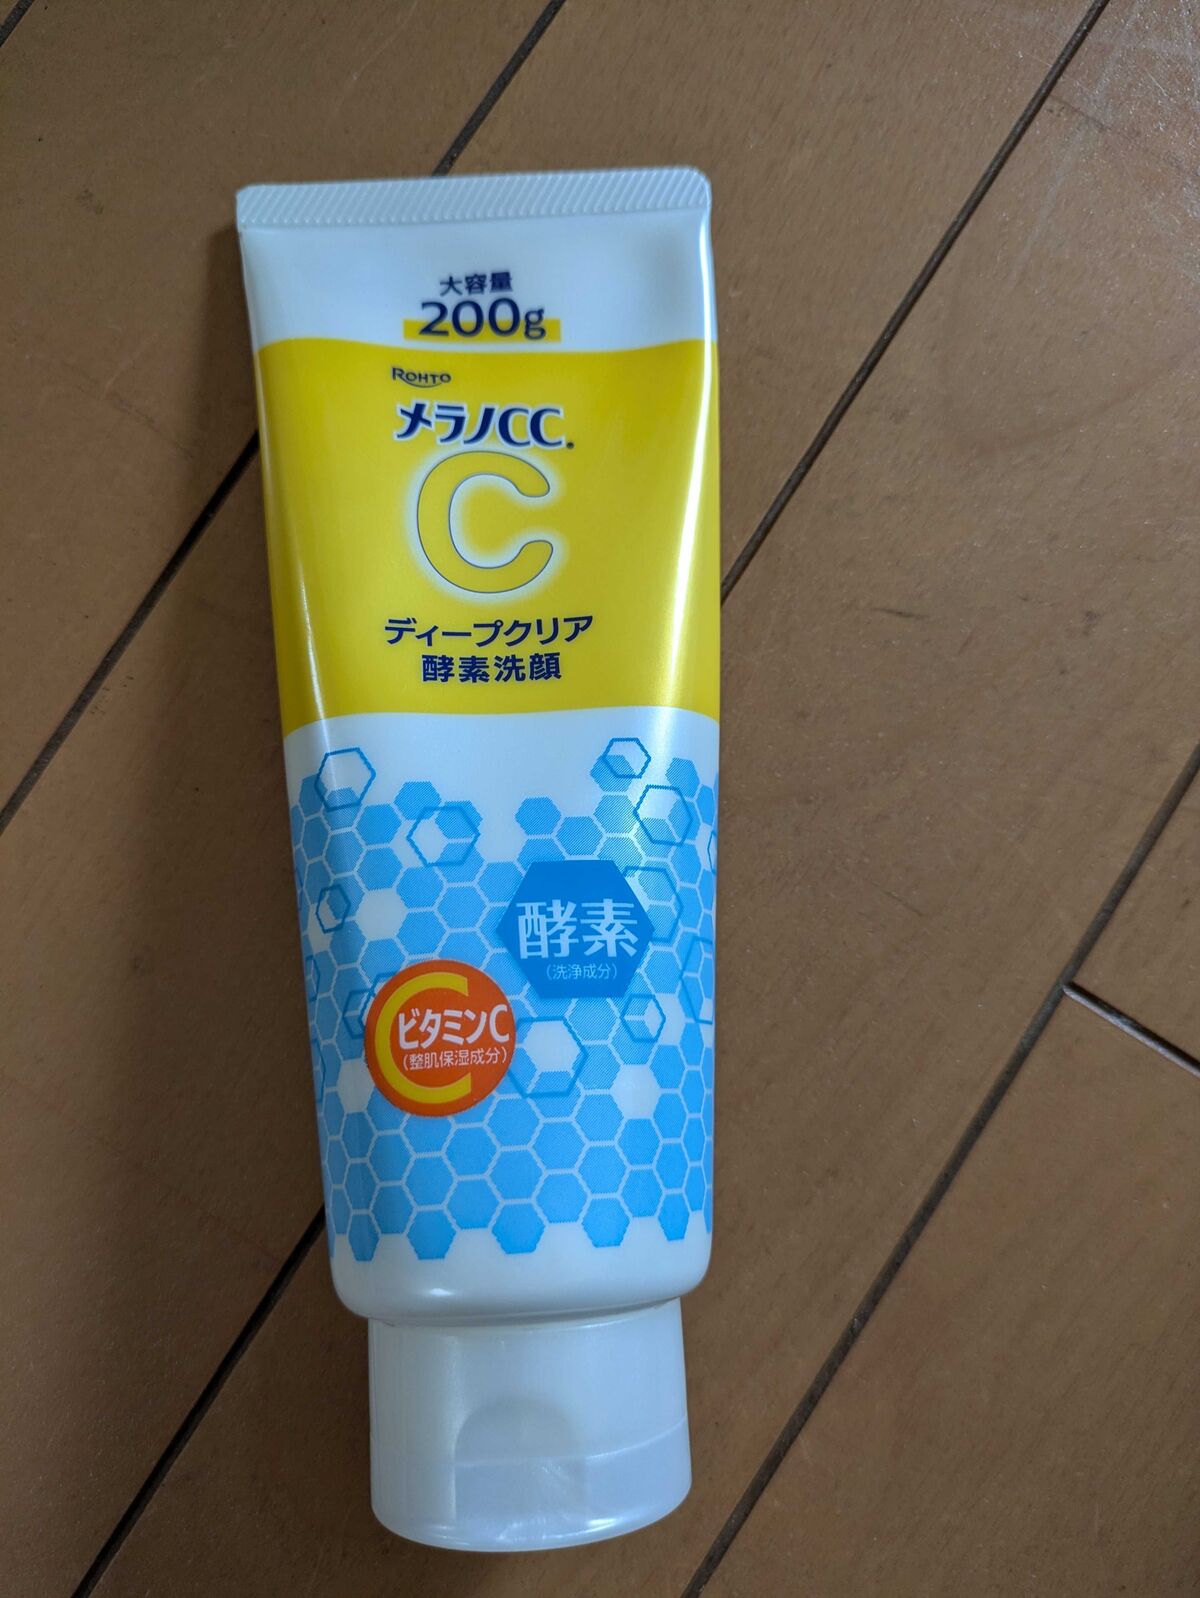 大容量
200g
ROHTO
メラノCC.
C
ディープクリア
酵素洗顔
酵素
(洗浄成分)
C
ビタミンC
(整肌保湿成分)